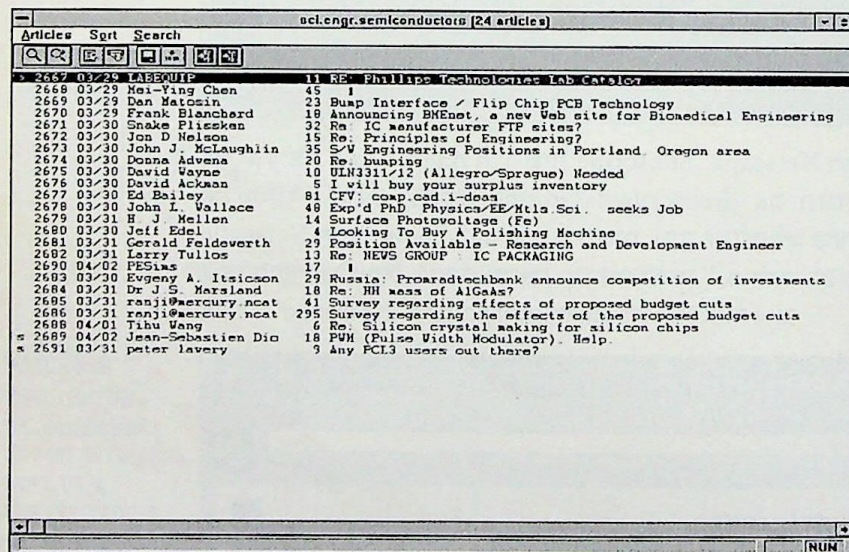 sci.engr.semiconductors [24 articles]
Articles Sort Search
s 2667 03/29 LABEQUIP 11 RE: Phillips Technologies Lab Catalog
2668 03/29 Mei-Ying Chen 45 |
2669 03/29 Dan Matosin 23 Bump Interface / Flip Chip PCB Technology
2670 03/29 Frank Blanchard 18 Announcing BMEnet, a new Web site for Biomedical Engineering
2671 03/30 Snake Plissken 32 Re: IC manufacturer FTP sites?
2672 03/30 Jon D Nelson 15 Re: Principles of Engineering?
2673 03/30 John J. McLaughlin 35 S/W Engineering Positions in Portland, Oregon area
2674 03/30 Donna Advena 20 Re: bumping
2675 03/30 David Wayne 10 ULN3311/12 (Allegro/Sprague) Needed
2676 03/30 David Ackman 5 I will buy your surplus inventory
2677 03/30 Ed Bailey 81 CFV: comp.cad.i-deas
2678 03/30 John L. Wallace 48 Exp'd PhD Physics/EE/Mtls.Sci. seeks Job
2679 03/31 H. J. Mellon 14 Surface Photovoltage (Fe)
2680 03/30 Jeff Edel 4 Looking To Buy A Polishing Machine
2681 03/31 Gerald Feldewerth 29 Position Available - Research and Development Engineer
2682 03/31 Larry Tullos 13 Re: NEWS GROUP : IC PACKAGING
2690 04/02 PESims 17 |
2683 03/30 Evgeny A. Itsicson 29 Russia: Promradtechbank announce competition of investments
2684 03/31 Dr J.S. Marsland 18 Re: HH mass of AlGaAs?
2685 03/31 ranji@mercury.ncat 41 Survey regarding effects of proposed budget cuts
2686 03/31 ranji@mercury.ncat 295 Survey regarding the effects of the proposed budget cuts
2688 04/01 Tihu Wang 6 Re: Silicon crystal making for silicon chips
s 2689 04/02 Jean-Sebastien Dio 18 PWM (Pulse Width Modulator). Help.
s 2691 03/31 peter lavery 9 Any PCL3 users out there?
NUM